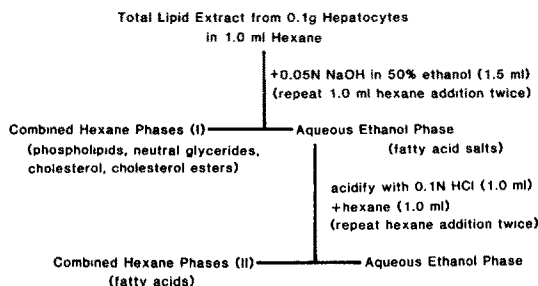 Total Lipid Extract from 0.1g Hepatocytes
in 1.0 ml Hexane
+0.05N NaOH in 50% ethanol (1.5 ml)
(repeat 1.0 ml hexane addition twice)
Combined Hexane Phases (I)
(phospholipids, neutral glycerides,
cholesterol, cholesterol esters)
Aqueous Ethanol Phase
(fatty acid salts)
acidify with 0.1N HCl (1.0 ml)
+hexane (1.0 ml)
(repeat hexane addition twice)
Combined Hexane Phases (II)
(fatty acids)
Aqueous Ethanol Phase